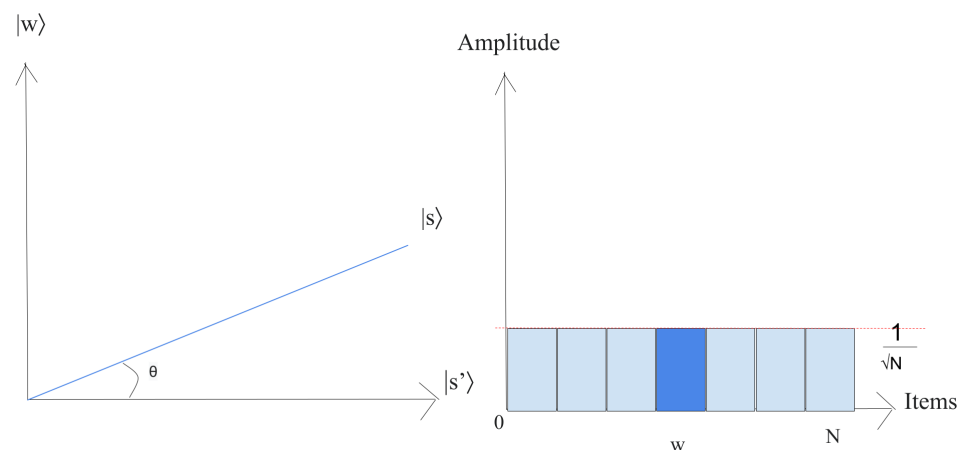 |w⟩
|s⟩
θ
|s’⟩
Amplitude
1
√N
Items
0
w
N